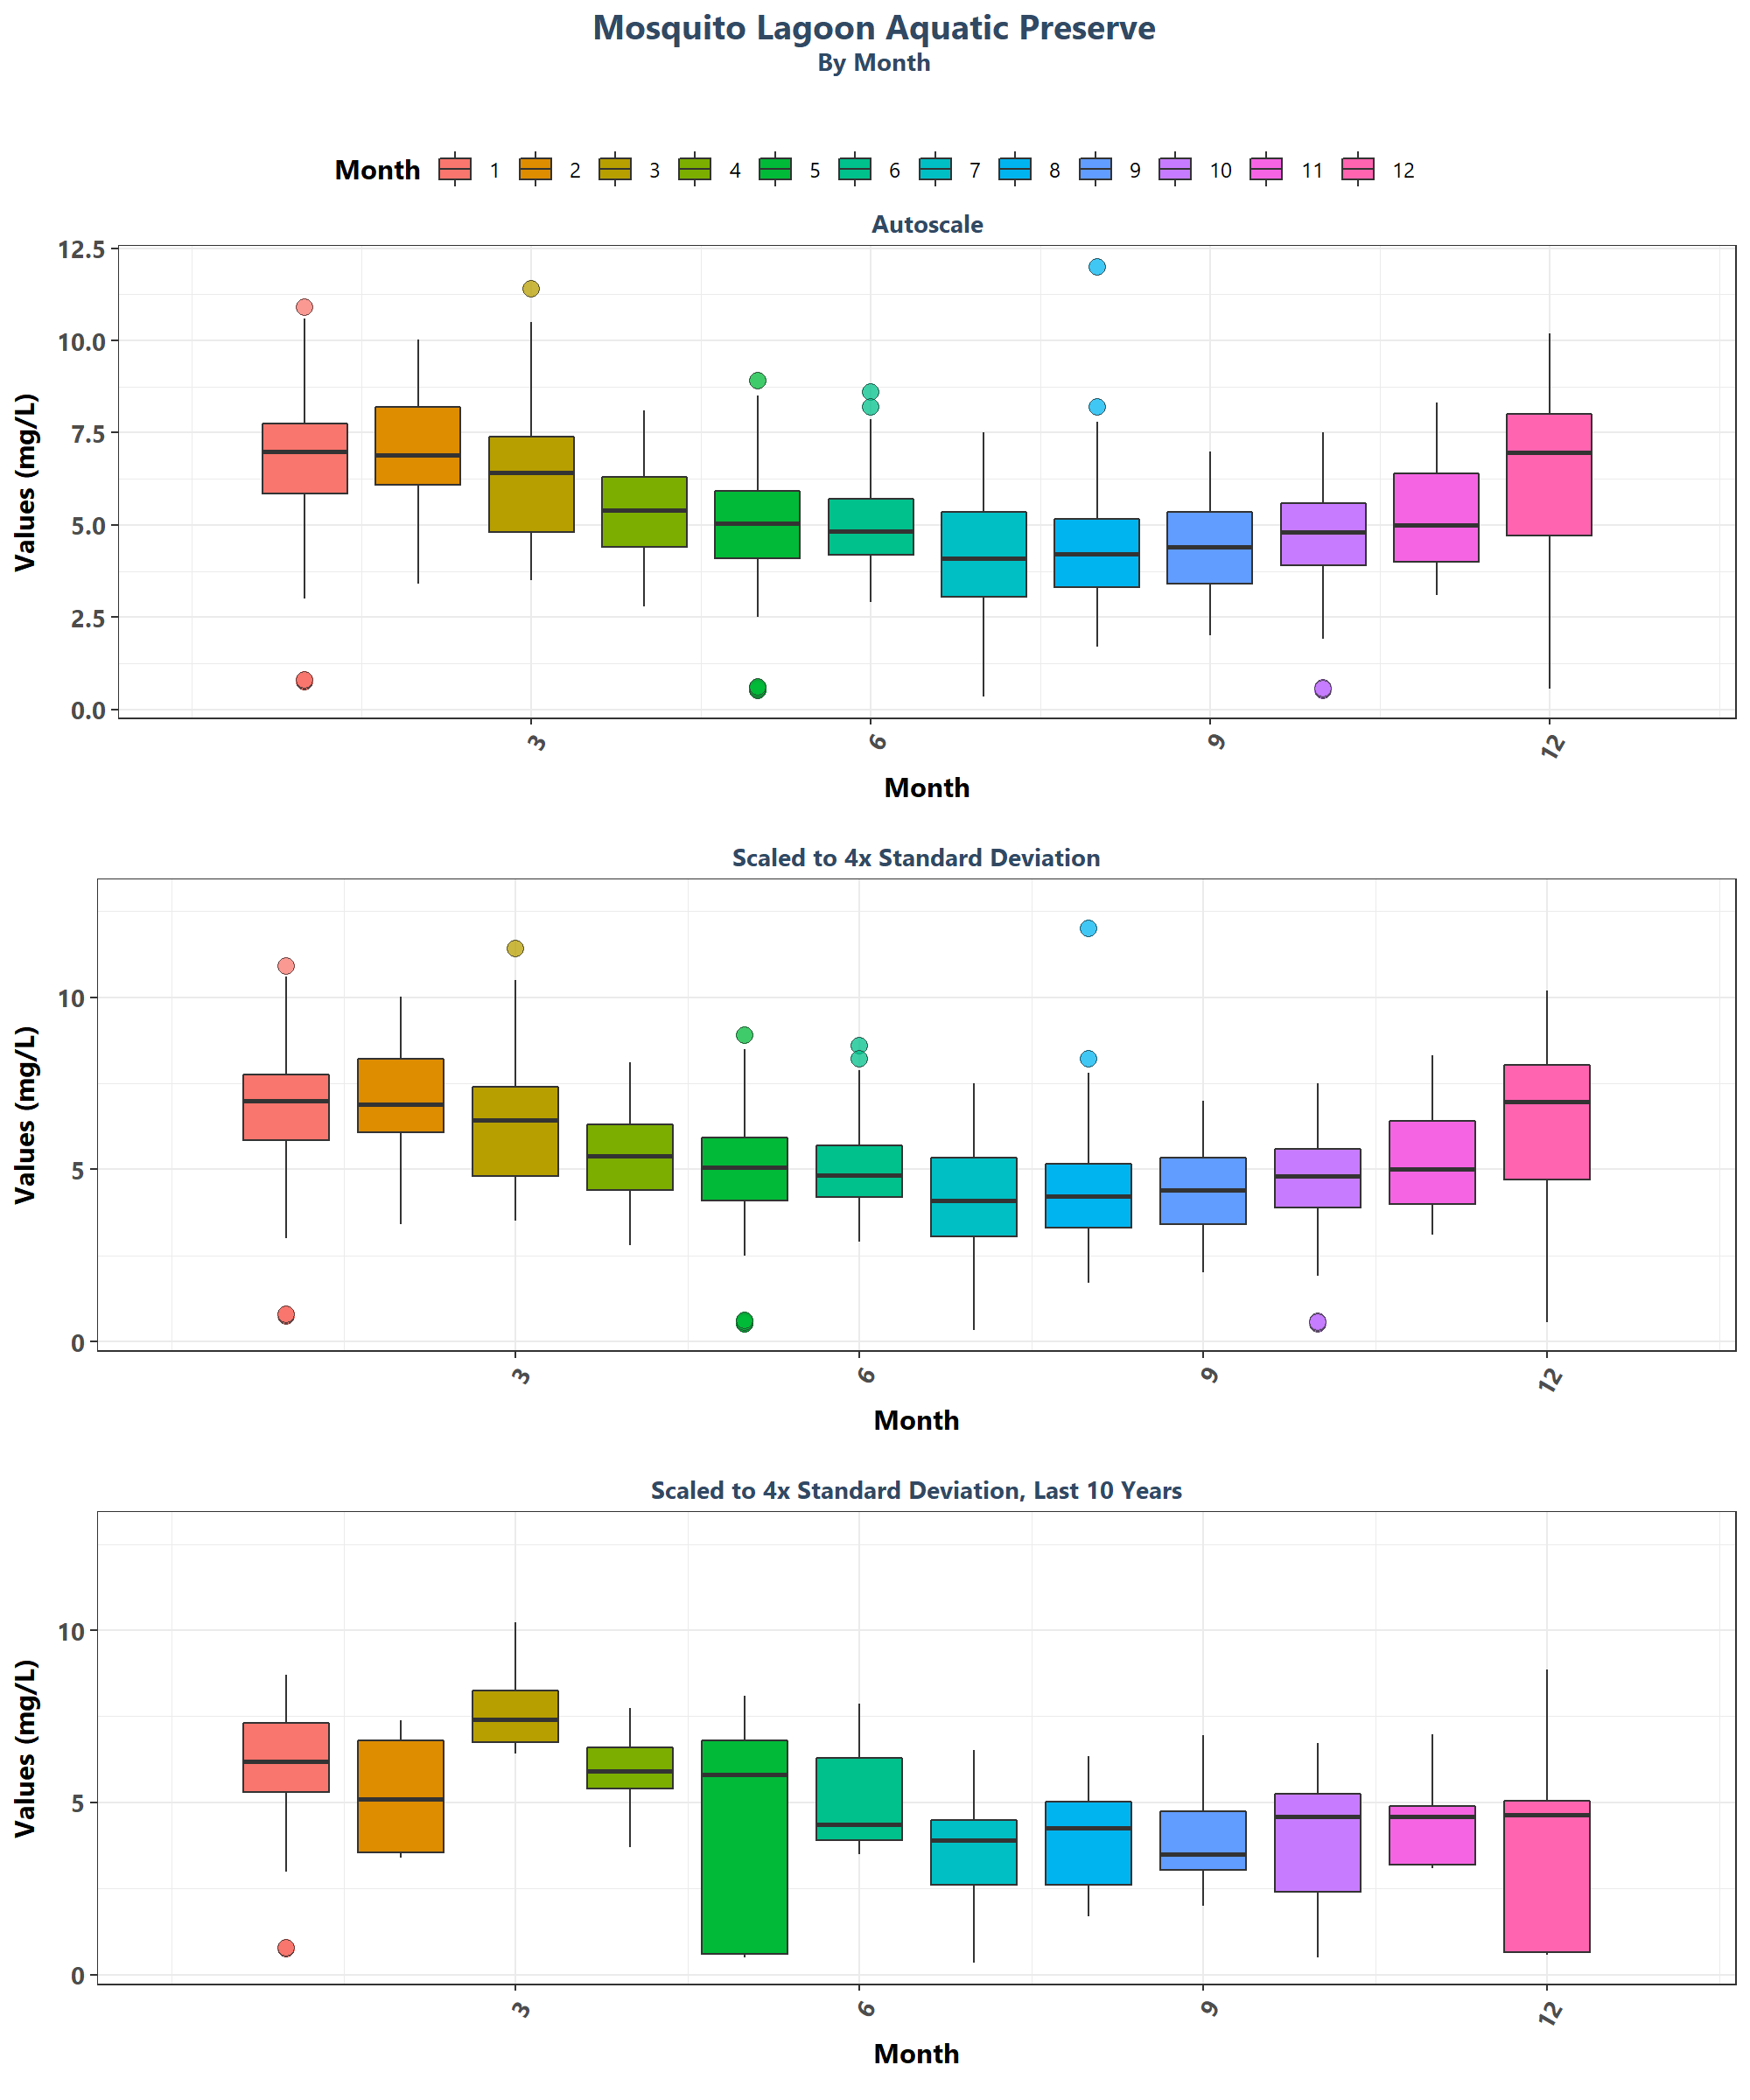 Mosquito Lagoon Aquatic Preserve
By Month
Month 1 2 3 4 5 6 7 8 9 10 11 12
Autoscale
Values (mg/L)
12.5
10.0
7.5
5.0
2.5
0.0
3 6 9 12
Month
Scaled to 4x Standard Deviation
Values (mg/L)
10
5
0
3 6 9 12
Month
Scaled to 4x Standard Deviation, Last 10 Years
Values (mg/L)
10
5
0
3 6 9 12
Month